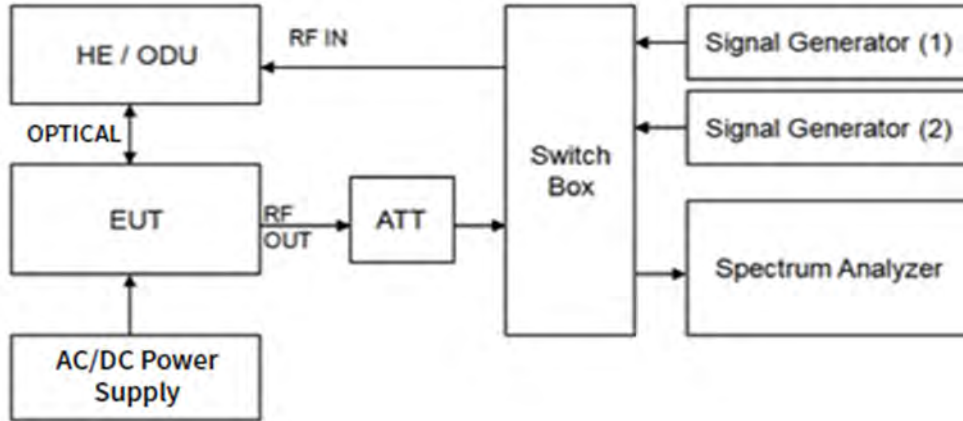 HE / ODU
RF IN
Signal Generator (1)
OPTICAL
Signal Generator (2)
Switch
Box
EUT
RF
OUT
ATT
Spectrum Analyzer
AC/DC Power
Supply